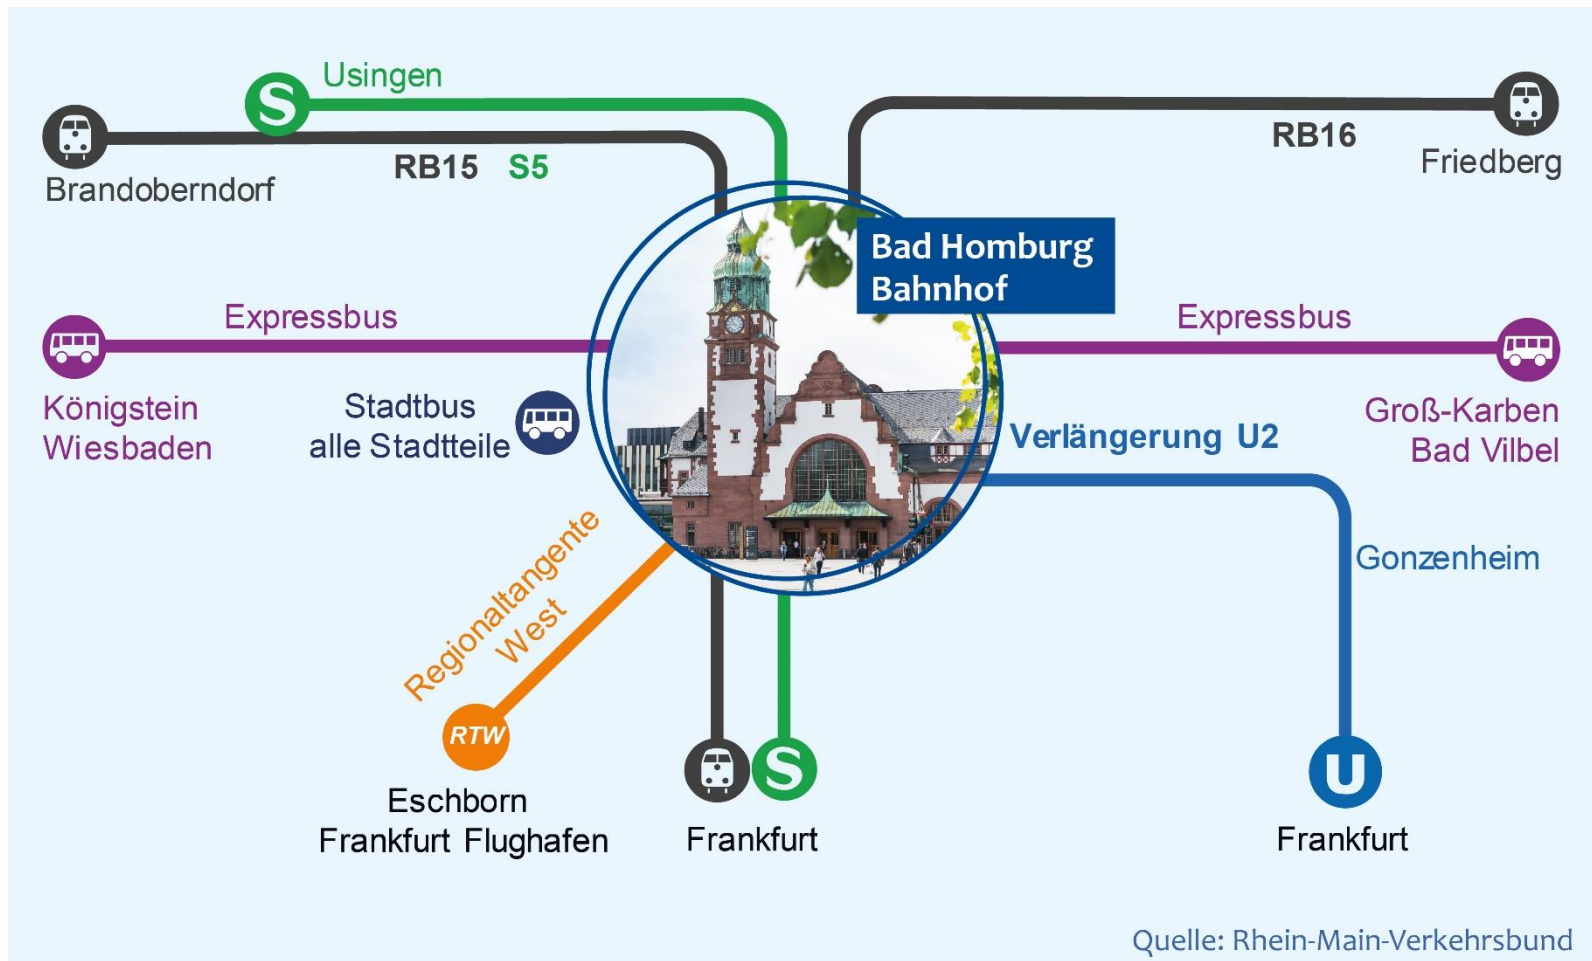 Usingen
S
RB15 S5
Brandoberndorf
RB16
Friedberg
Bad Homburg
Bahnhof
Expressbus
Königstein
Wiesbaden
Stadtbus
alle Stadtteile
Expressbus
Groß-Karben
Bad Vilbel
Verlängerung U2
Gonzenheim
Regionaltangente
West
RTW
Eschborn
Frankfurt Flughafen
S
Frankfurt
U
Frankfurt
Quelle: Rhein-Main-Verkehrsbund